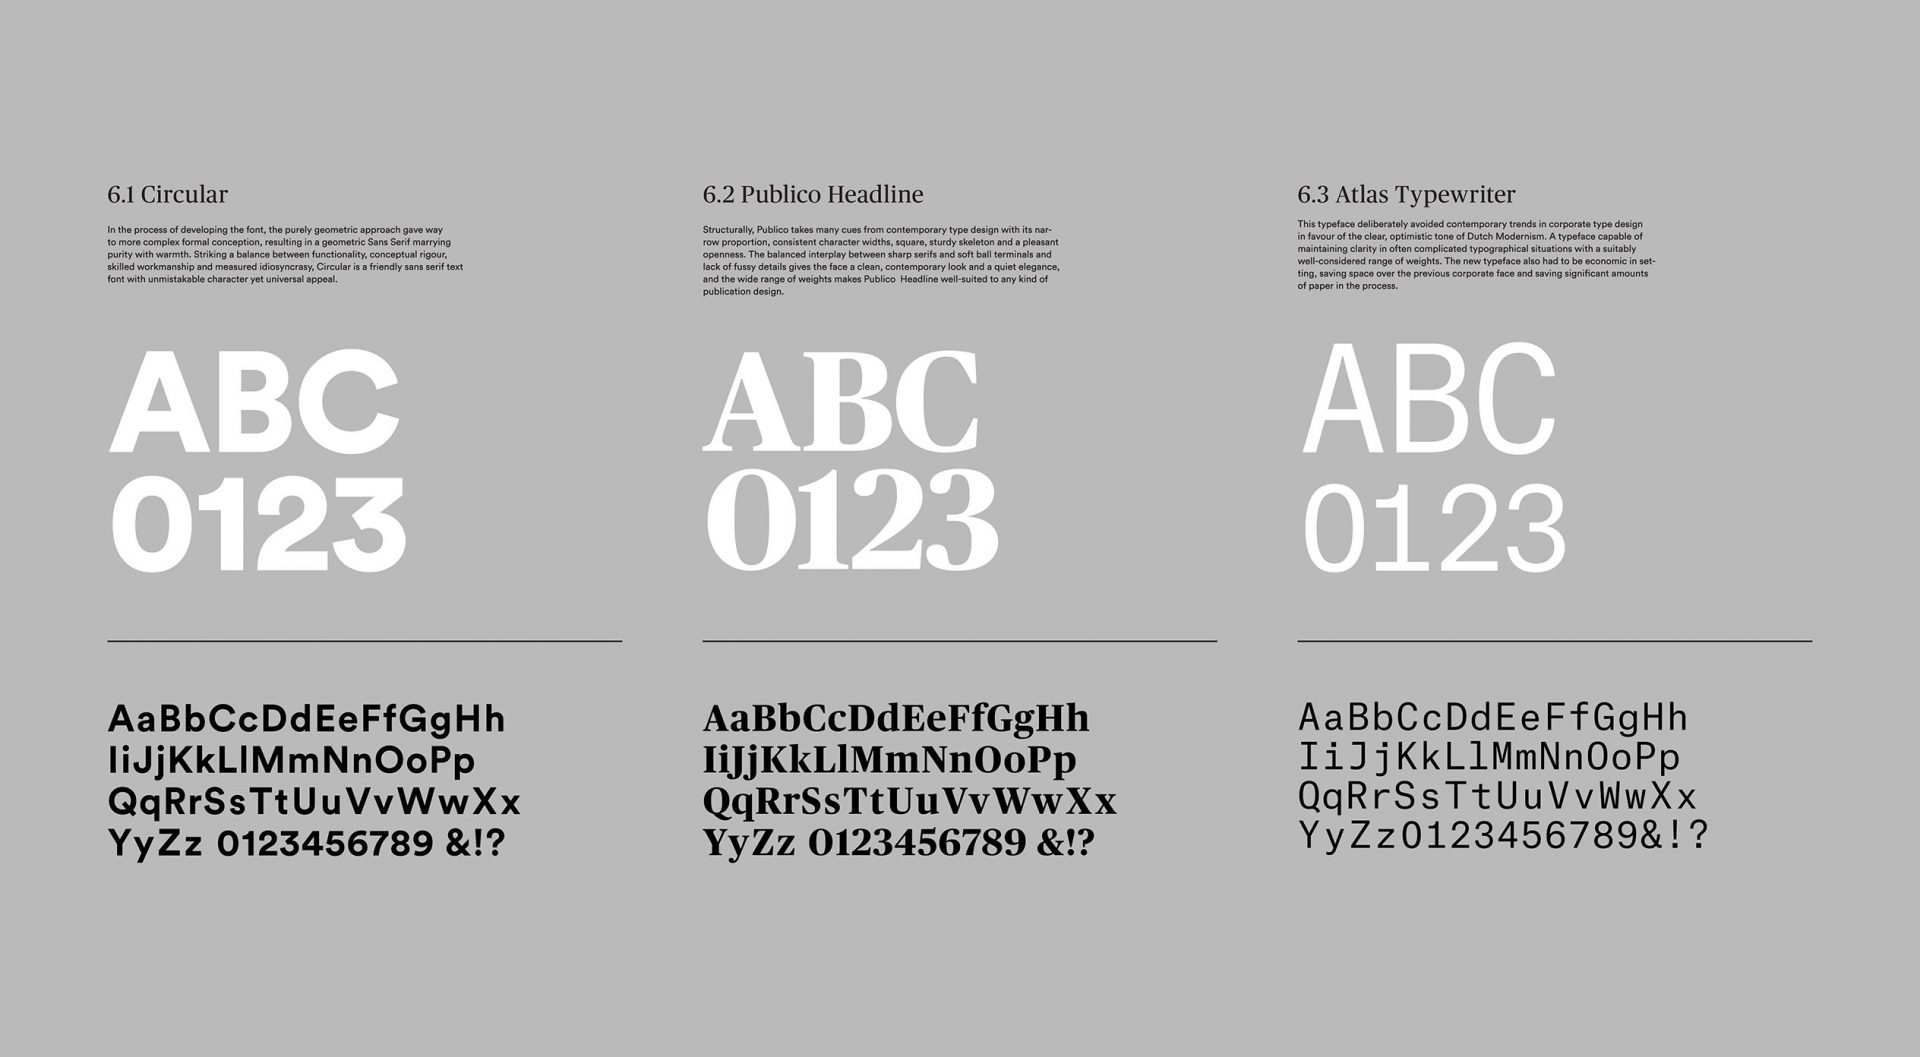 6.1 Circular
In the process of developing the font, the purely geometric approach gave way
to more complex formal conception, resulting in a geometric Sans Serif marrying
purity with warmth. Striking a balance between functionality, conceptual rigour,
skilled workmanship and measured idiosyncrasy, Circular is a friendly sans serif text
font with unmistakable character yet universal appeal.
ABC
0123
AaBbCcDdEeFfGgHh
IiJjKkLlMmNnOoPp
QqRrSsTtUuVvWwXx
YyZz 0123456789 &!?
6.2 Publico Headline
Structurally, Publico takes many cues from contemporary type design with its nar-
row proportion, consistent character widths, square, sturdy skeleton and a pleasant
openness. The balanced interplay between sharp serifs and soft ball terminals and
lack of fussy details gives the face a clean, contemporary look and a quiet elegance,
and the wide range of weights makes Publico Headline well-suited to any kind of
publication design.
ABC
0123
AaBbCcDdEeFfGgHh
IiJjKkLlMmNnOoPp
QqRrSsTtUuVvWwXx
YyZz 0123456789 &!?
6.3 Atlas Typewriter
This typeface deliberately avoided contemporary trends in corporate type design
in favour of the clear, optimistic tone of Dutch Modernism. A typeface capable of
maintaining clarity in often complicated typographical situations with a suitably
well-considered range of weights. The new typeface also had to be economic in set-
ting, saving space over the previous corporate face and saving significant amounts
of paper in the process.
ABC
0123
AaBbCcDdEeFfGgHh
IiJjKkLlMmNnOoPp
QqRrSsTtUuVvWwXx
YyZz0123456789&!?